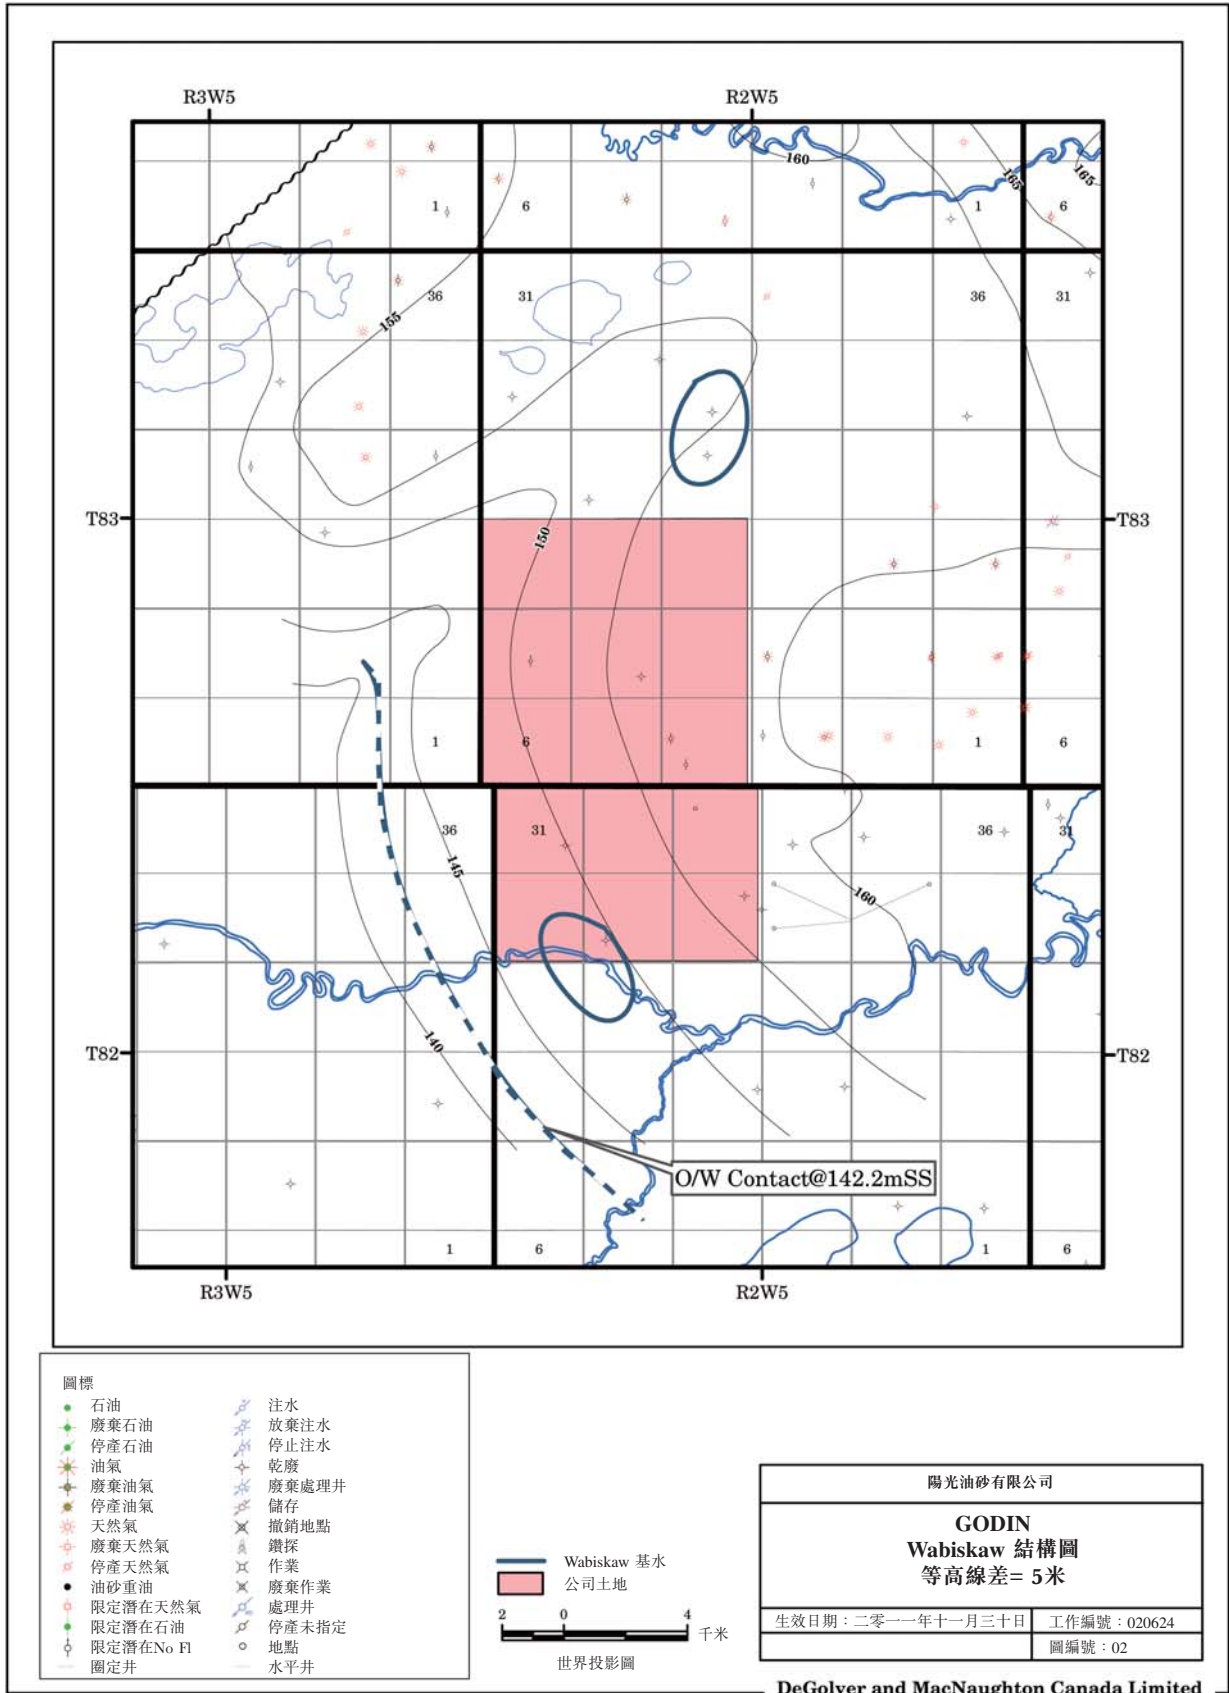 R3W5 R2W5
160
165
165
1 6 1 6
36 31 36 31
155
T83 T83
150
1 6 1 6
36 31 36 31
145
160
140
T82 T82
O/W Contact@142.2mSS
1 6 1 6
R3W5 R2W5
圖標
石油
廢棄石油
停產石油
油氣
廢棄油氣
停產油氣
天然氣
廢棄天然氣
停產天然氣
油砂重油
限定潛在天然氣
限定潛在石油
限定潛在No Fl
圈定井
注水
放棄注水
停止注水
乾廢
廢棄處理井
儲存
撤銷地點
鑽探
作業
廢棄作業
處理井
停產未指定
地點
水平井
Wabiskaw 基水
公司土地
2 0 4
千米
世界投影圖
陽光油砂有限公司
GODIN
Wabiskaw 結構圖
等高線差= 5米
生效日期：二零一一年十一月三十日 工作編號：020624
圖編號：02
DeGolyer and MacNaughton Canada Limited